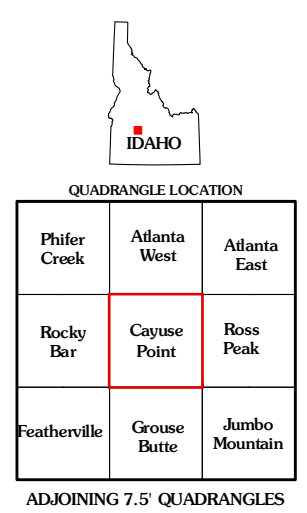 IDAHO
QUADRANGLE LOCATION
Phifer
Creek
Atlanta
West
Atlanta
East
Rocky
Bar
Cayuse
Point
Ross
Peak
Featherville
Grouse
Butte
Jumbo
Mountain
ADJOINING 7.5' QUADRANGLES